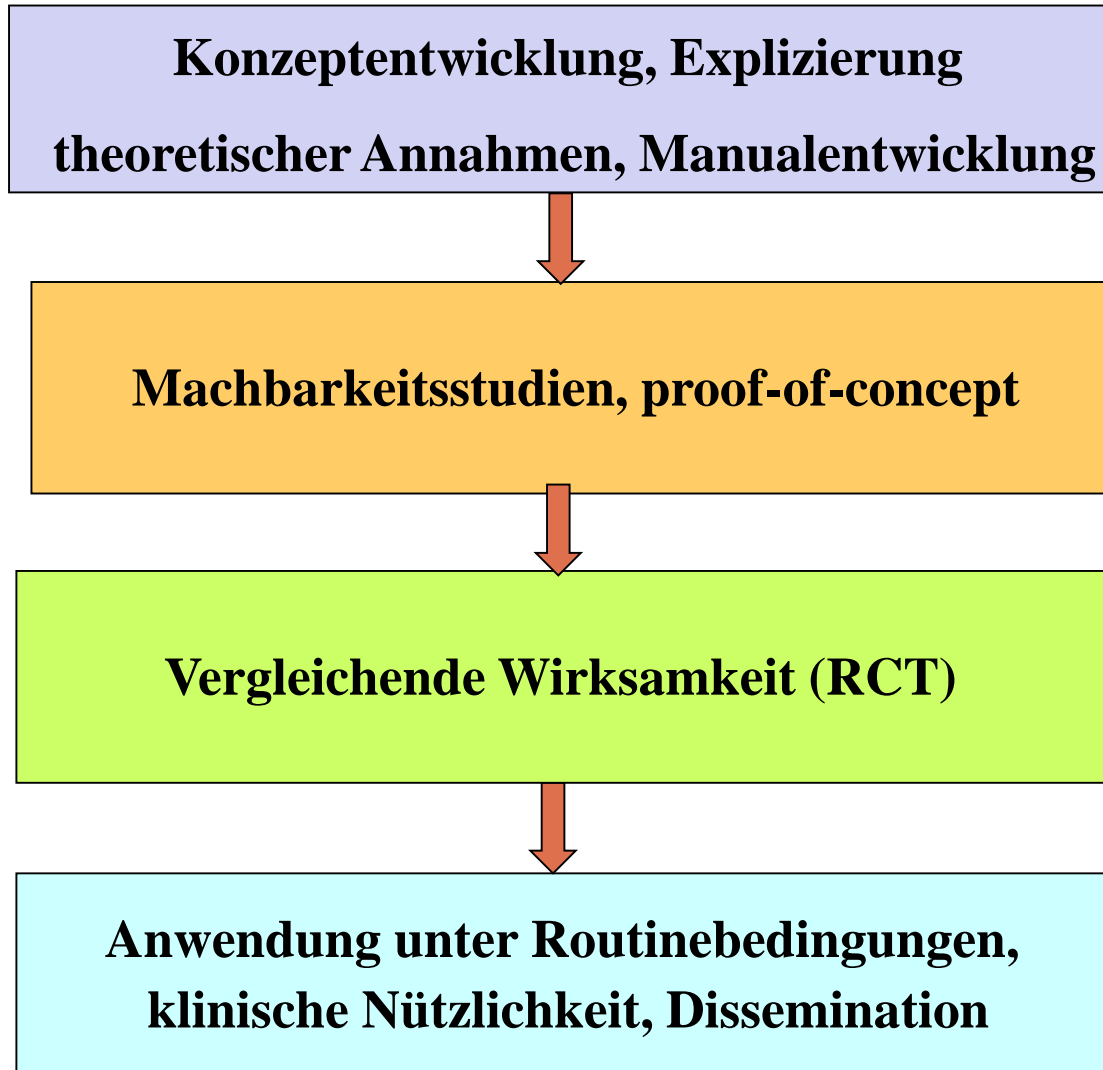 Konzeptentwicklung, Explizierung
theoretischer Annahmen, Manualentwicklung
Machbarkeitsstudien, proof-of-concept
Vergleichende Wirksamkeit (RCT)
Anwendung unter Routinebedingungen,
klinische Nützlichkeit, Dissemination